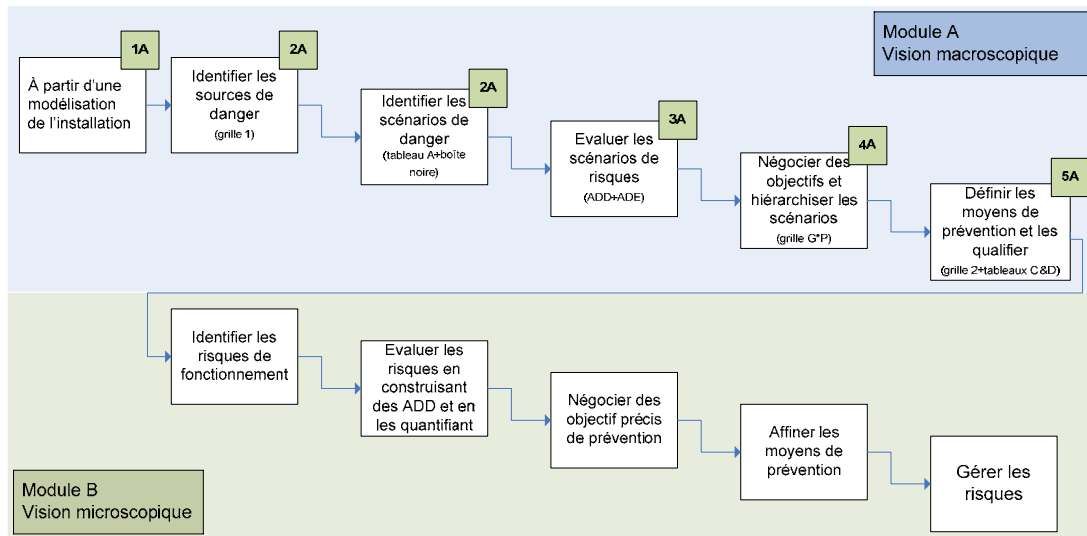 Module A
Vision macroscopique
1A
À partir d'une
modélisation
de l'installation
2A
Identifier les
sources de
danger
(grille 1)
2A
Identifier les
scénarios de
danger
(tableau A+boîte
noire)
3A
Evaluer les
scénarios de
risques
(ADD+ADE)
4A
Négocier des
objectifs et
hiérarchiser les
scénarios
(grille G*P)
5A
Définir les
moyens de
prévention et les
qualifier
(grille 2+tableaux C&D)
Identifier les
risques de
fonctionnement
Evaluer les
risques en
construisant
des ADD et en
les quantifiant
Négocier des
objectif précis
de prévention
Affiner les
moyens de
prévention
Gérer les
risques
Module B
Vision microscopique